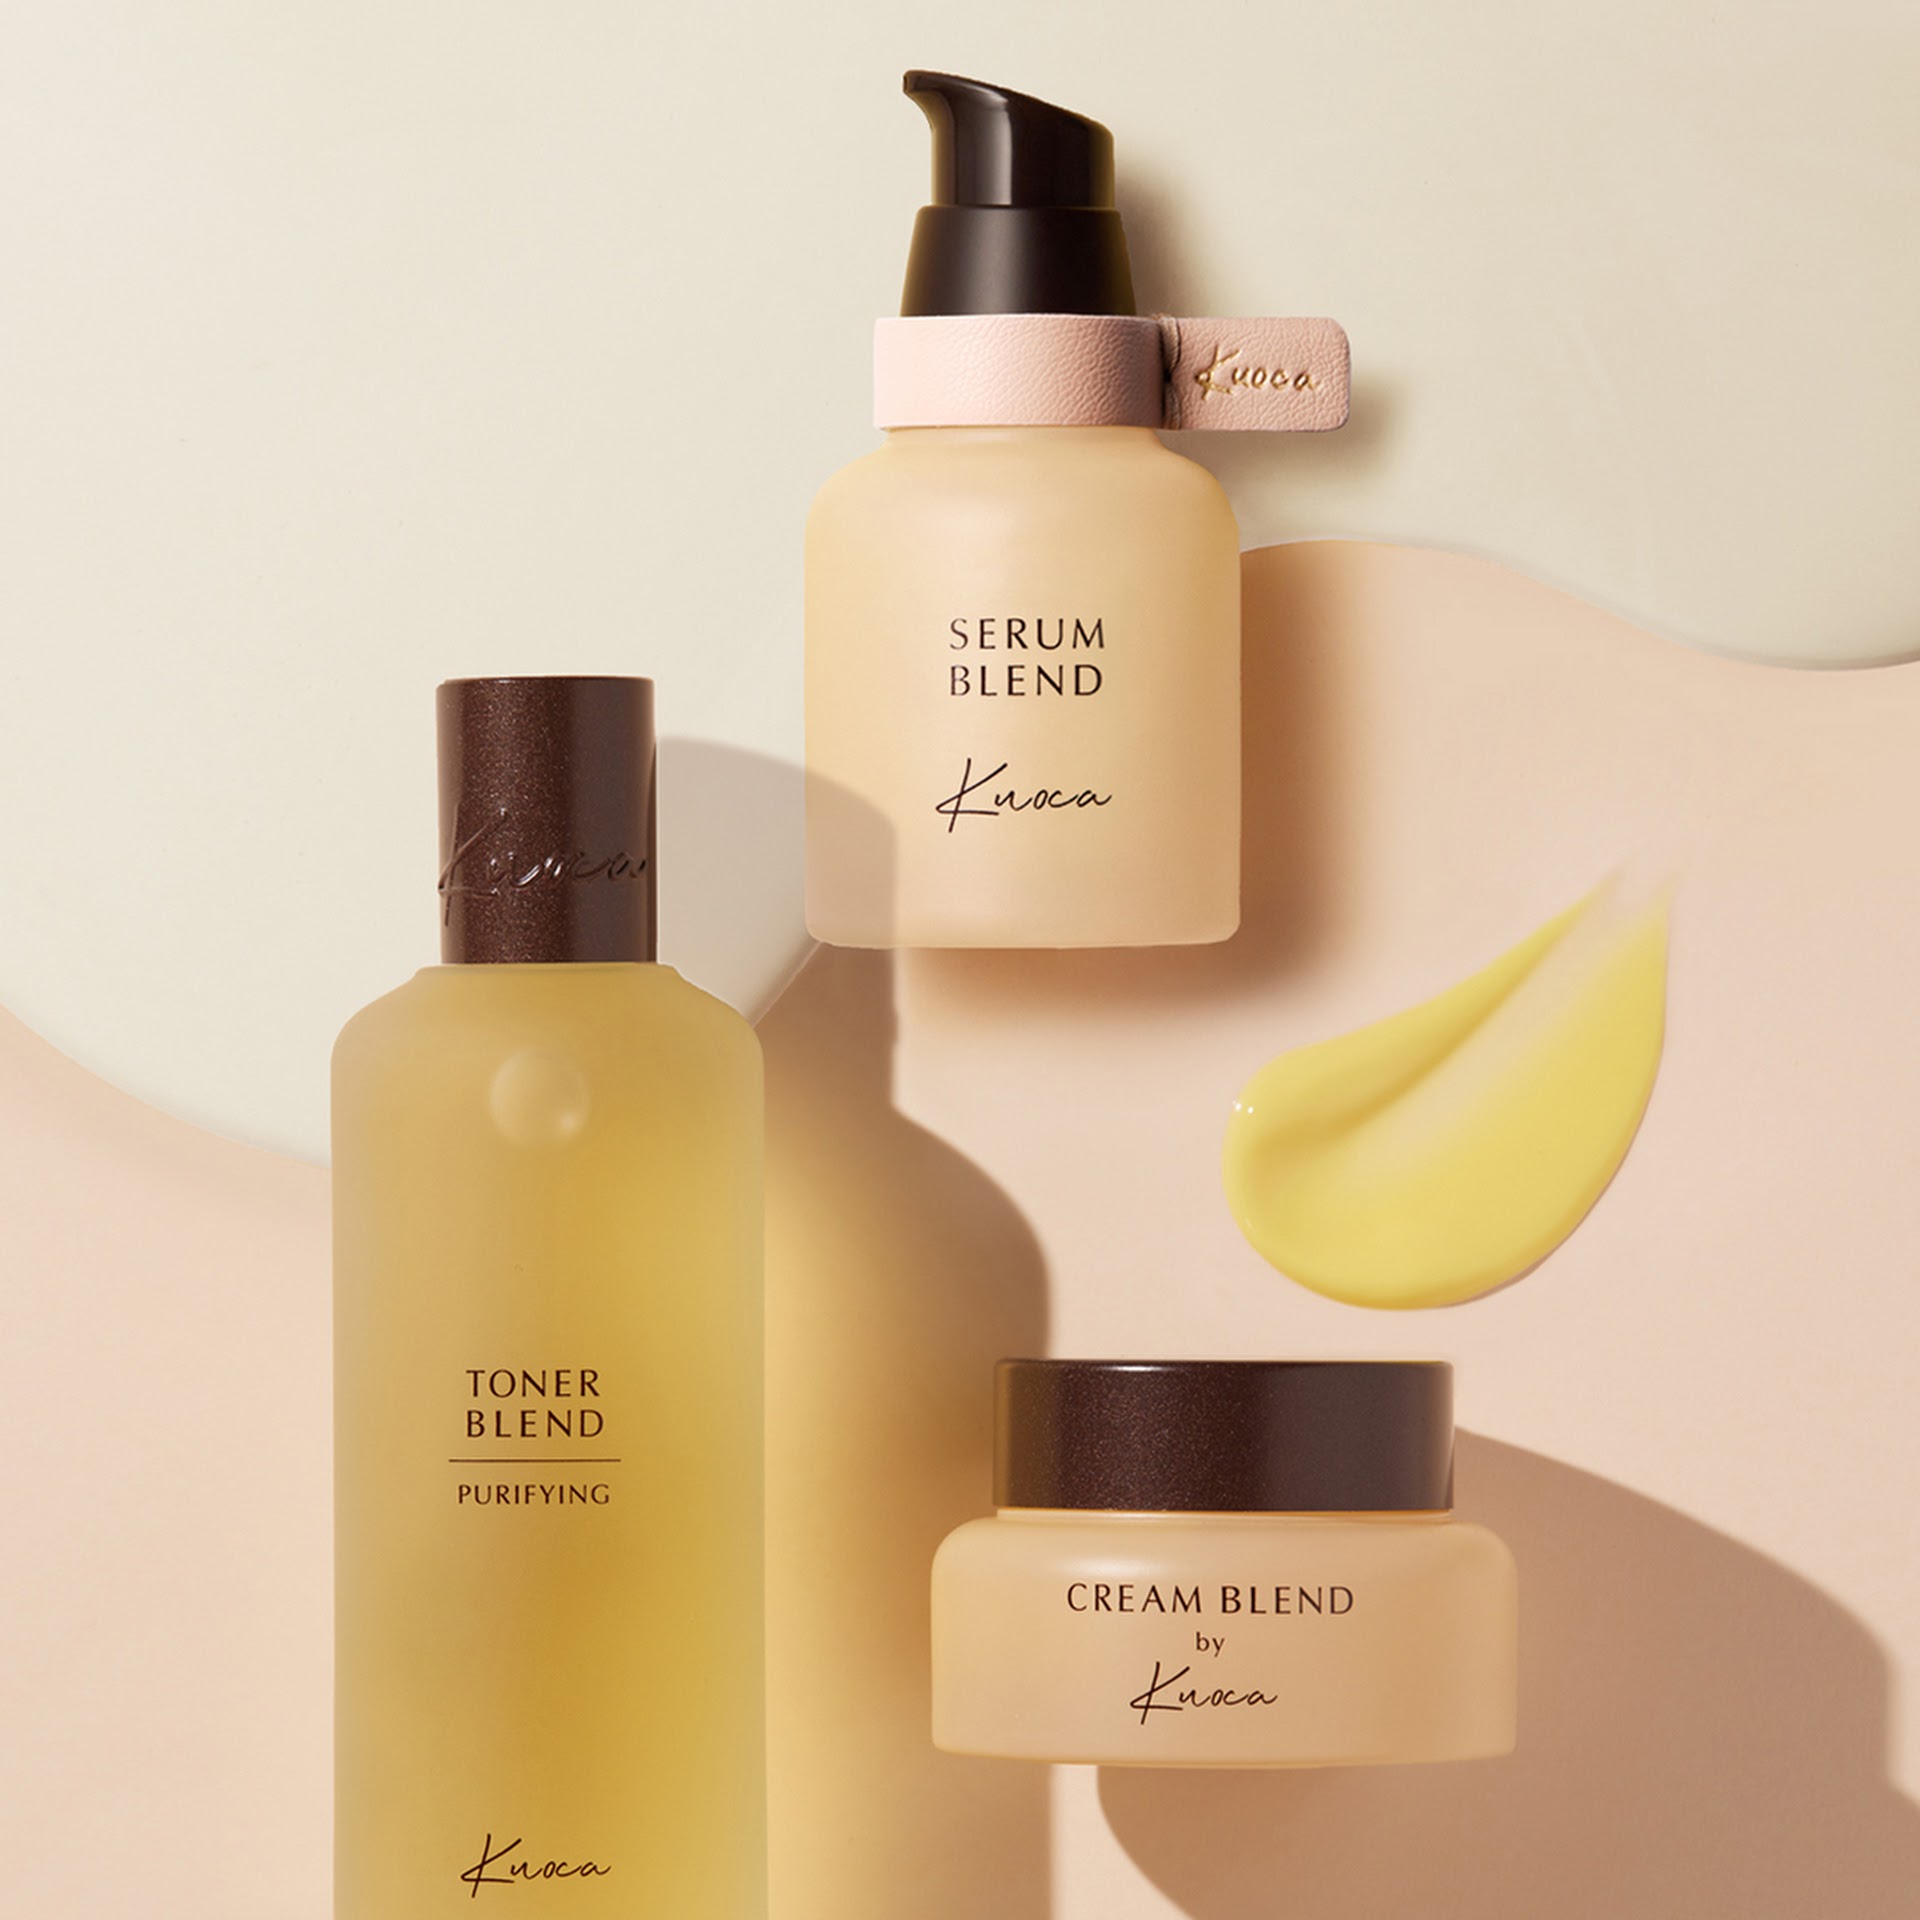 Kuoca
SERUM
BLEND
Kuoca
Kuoca
TONER
BLEND
PURIFYING
Kuoca
CREAM BLEND
by
Kuoca